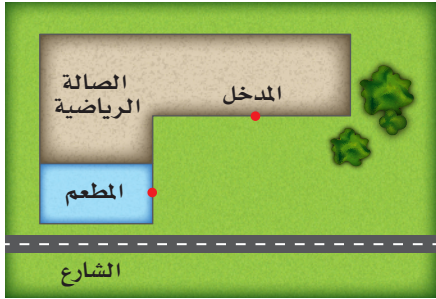 الصالة
الرياضية
المدخل
المطعم
الشارع